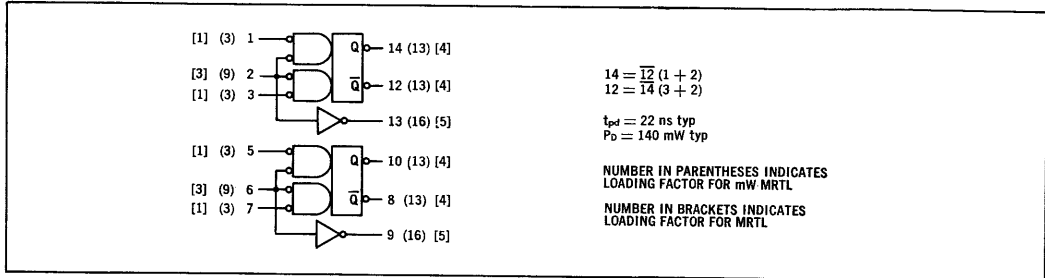 [1] (3) 1 Q 14 (13) [4]
[3] (9) 2 Q̅ 12 (13) [4]
[1] (3) 3
13 (16) [5]
[1] (3) 5 Q 10 (13) [4]
[3] (9) 6 Q̅ 8 (13) [4]
[1] (3) 7
9 (16) [5]
14 = 1̅2̅ (1 + 2)
12 = 1̅4̅ (3 + 2)
tpd = 22 ns typ
PD = 140 mW typ
NUMBER IN PARENTHESES INDICATES
LOADING FACTOR FOR mW MRTL
NUMBER IN BRACKETS INDICATES
LOADING FACTOR FOR MRTL